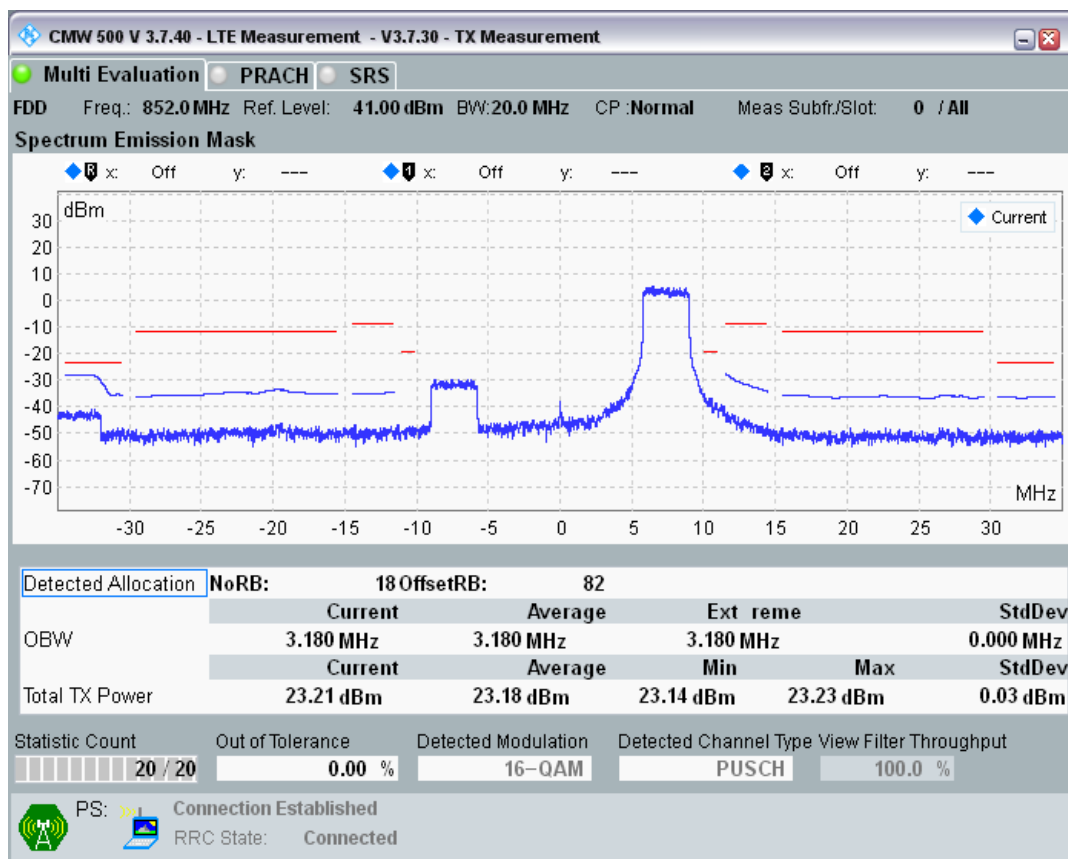 CMW 500 V 3.7.40 - LTE Measurement - V3.7.30 - TX Measurement
Multi Evaluation PRACH SRS
FDD Freq.: 852.0 MHz Ref. Level: 41.00 dBm BW:20.0 MHz CP :Normal Meas Subfr./Slot: 0 / All
Spectrum Emission Mask
R x: Off y: --- 1 x: Off y: --- 2 x: Off y: ---
dBm
Current
30
20
10
0
-10
-20
-30
-40
-50
-60
-70
MHz
-30 -25 -20 -15 -10 -5 0 5 10 15 20 25 30
Detected Allocation NoRB: 18 OffsetRB: 82
Current Average Ext reme StdDev
OBW 3.180 MHz 3.180 MHz 3.180 MHz 0.000 MHz
Current Average Min Max StdDev
Total TX Power 23.21 dBm 23.18 dBm 23.14 dBm 23.23 dBm 0.03 dBm
Statistic Count Out of Tolerance Detected Modulation Detected Channel Type View Filter Throughput
20 / 20 0.00 % 16-QAM PUSCH 100.0 %
PS: Connection Established
RRC State: Connected